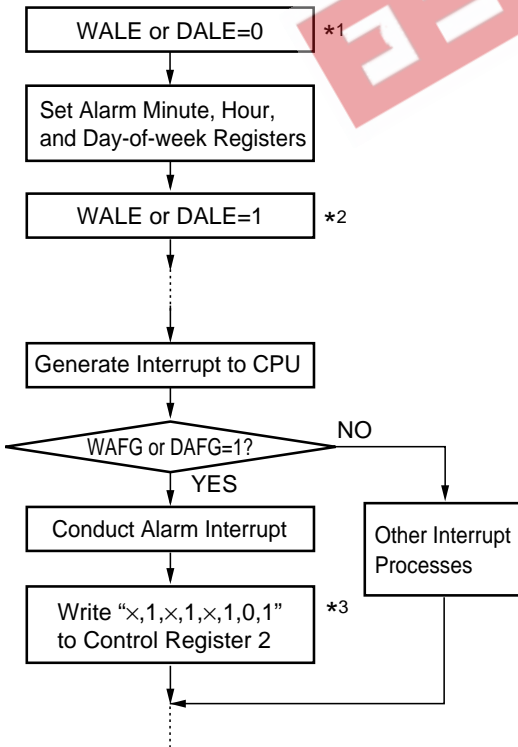 WALE or DALE=0 *1
Set Alarm Minute, Hour,
and Day-of-week Registers
WALE or DALE=1 *2
Generate Interrupt to CPU
WAFG or DAFG=1?
NO
YES
Conduct Alarm Interrupt
Other Interrupt
Processes
Write “×,1,×,1,×,1,0,1” *3
to Control Register 2